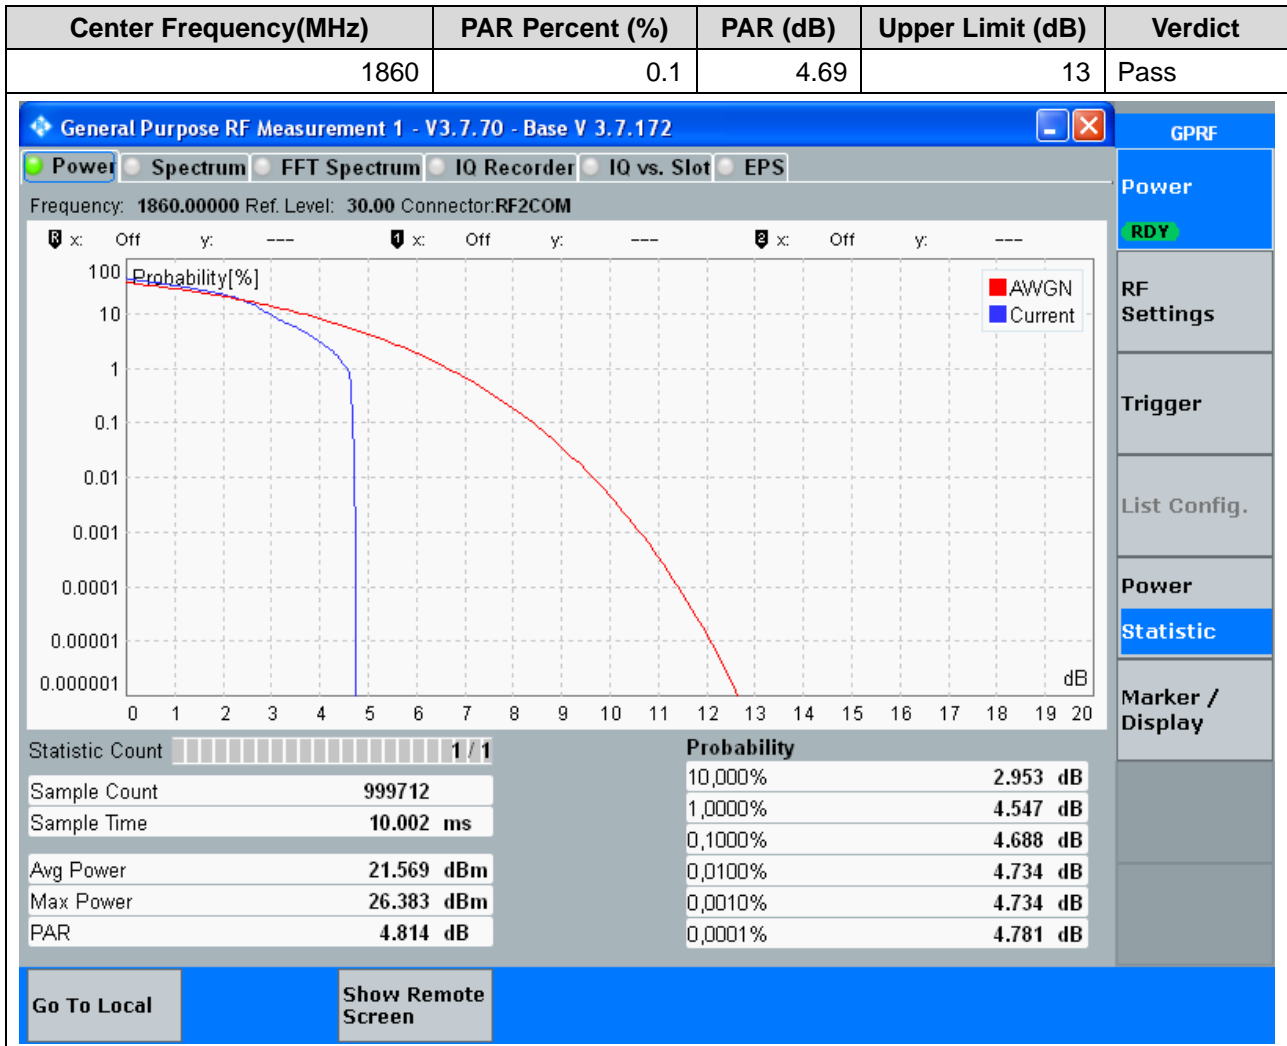 Center Frequency(MHz) PAR Percent (%) PAR (dB) Upper Limit (dB) Verdict
1860 0.1 4.69 13 Pass
General Purpose RF Measurement 1 - V3.7.70 - Base V 3.7.172
GPRF
Power Spectrum FFT Spectrum IQ Recorder IQ vs. Slot EPS
Power
RDY
Frequency: 1860.00000 Ref. Level: 30.00 Connector:RF2COM
R x: Off y: --- 1 x: Off y: --- 2 x: Off y: ---
Probability[%]
AWGN
Current
100
10
1
0.1
0.01
0.001
0.0001
0.00001
0.000001
dB
0 1 2 3 4 5 6 7 8 9 10 11 12 13 14 15 16 17 18 19 20
RF
Settings
Trigger
List Config.
Power
Statistic
Marker /
Display
Statistic Count 1 / 1
Sample Count 999712
Sample Time 10.002 ms
Avg Power 21.569 dBm
Max Power 26.383 dBm
PAR 4.814 dB
Probability
10,000% 2.953 dB
1,0000% 4.547 dB
0,1000% 4.688 dB
0,0100% 4.734 dB
0,0010% 4.734 dB
0,0001% 4.781 dB
Go To Local
Show Remote
Screen